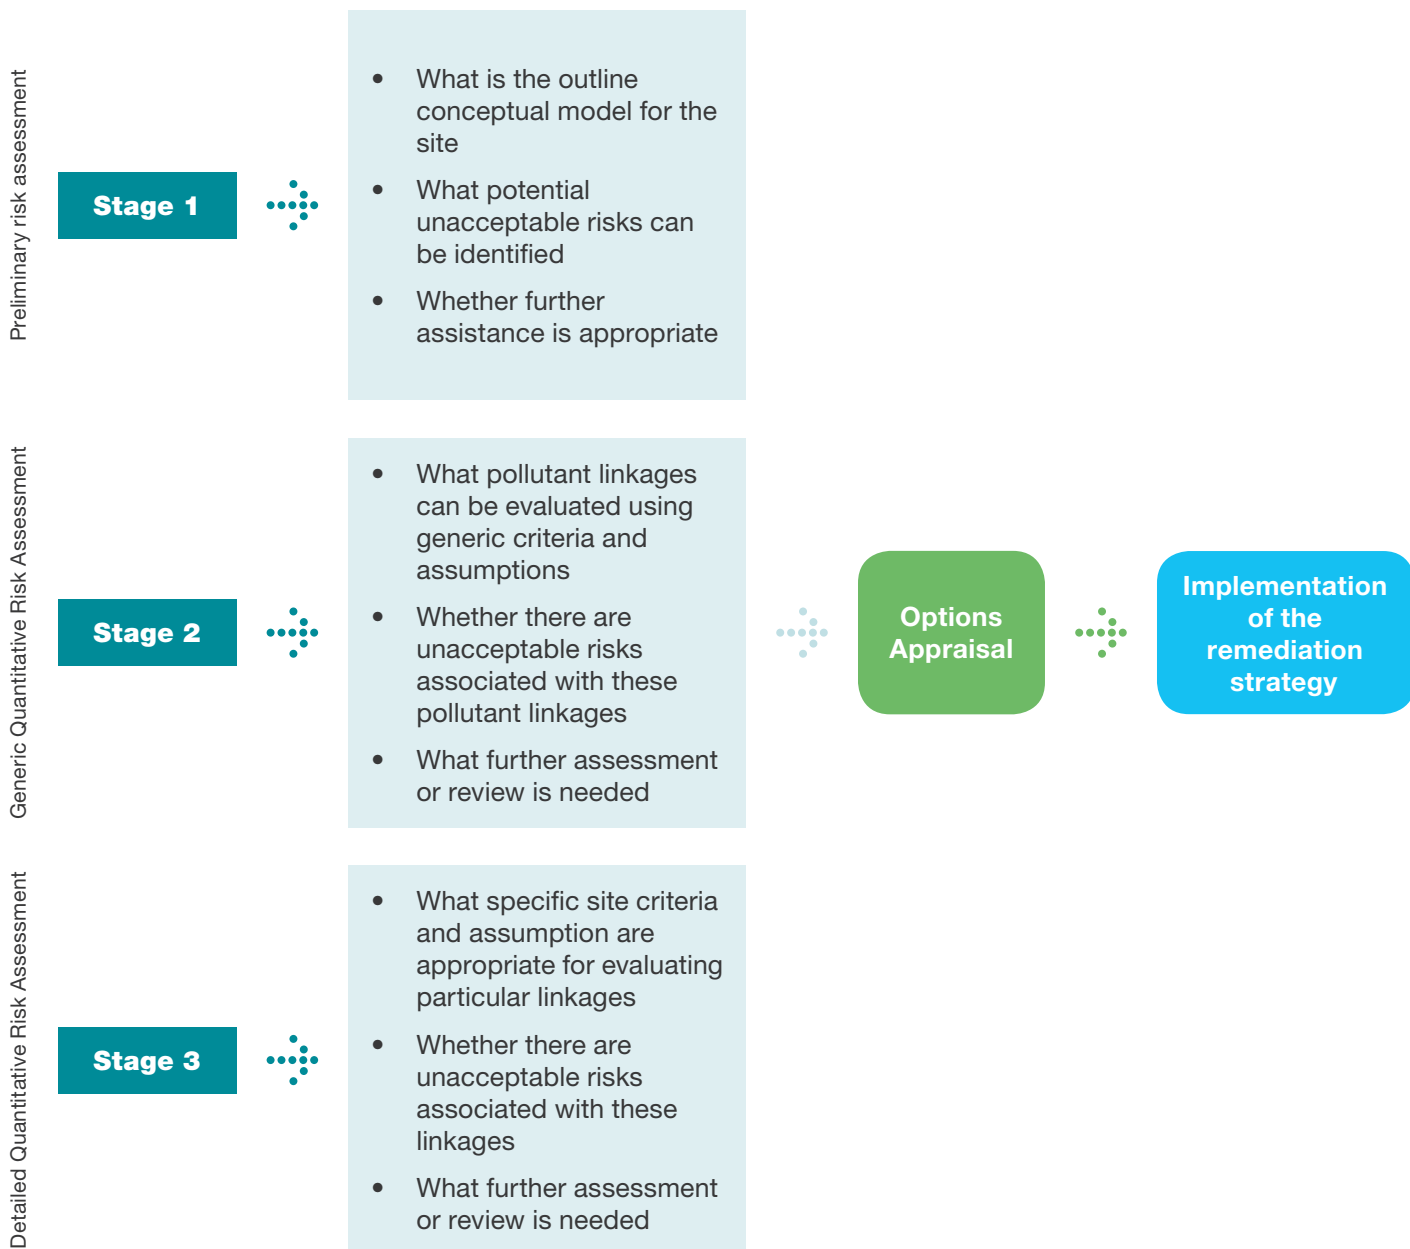 Preliminary risk assessment
Stage 1
• What is the outline
conceptual model for the
site
• What potential
unacceptable risks can
be identified
• Whether further
assistance is appropriate
Generic Quantitative Risk Assessment
Stage 2
• What pollutant linkages
can be evaluated using
generic criteria and
assumptions
• Whether there are
unacceptable risks
associated with these
pollutant linkages
• What further assessment
or review is needed
Options
Appraisal
Implementation
of the
remediation
strategy
Detailed Quantitative Risk Assessment
Stage 3
• What specific site criteria
and assumption are
appropriate for evaluating
particular linkages
• Whether there are
unacceptable risks
associated with these
linkages
• What further assessment
or review is needed